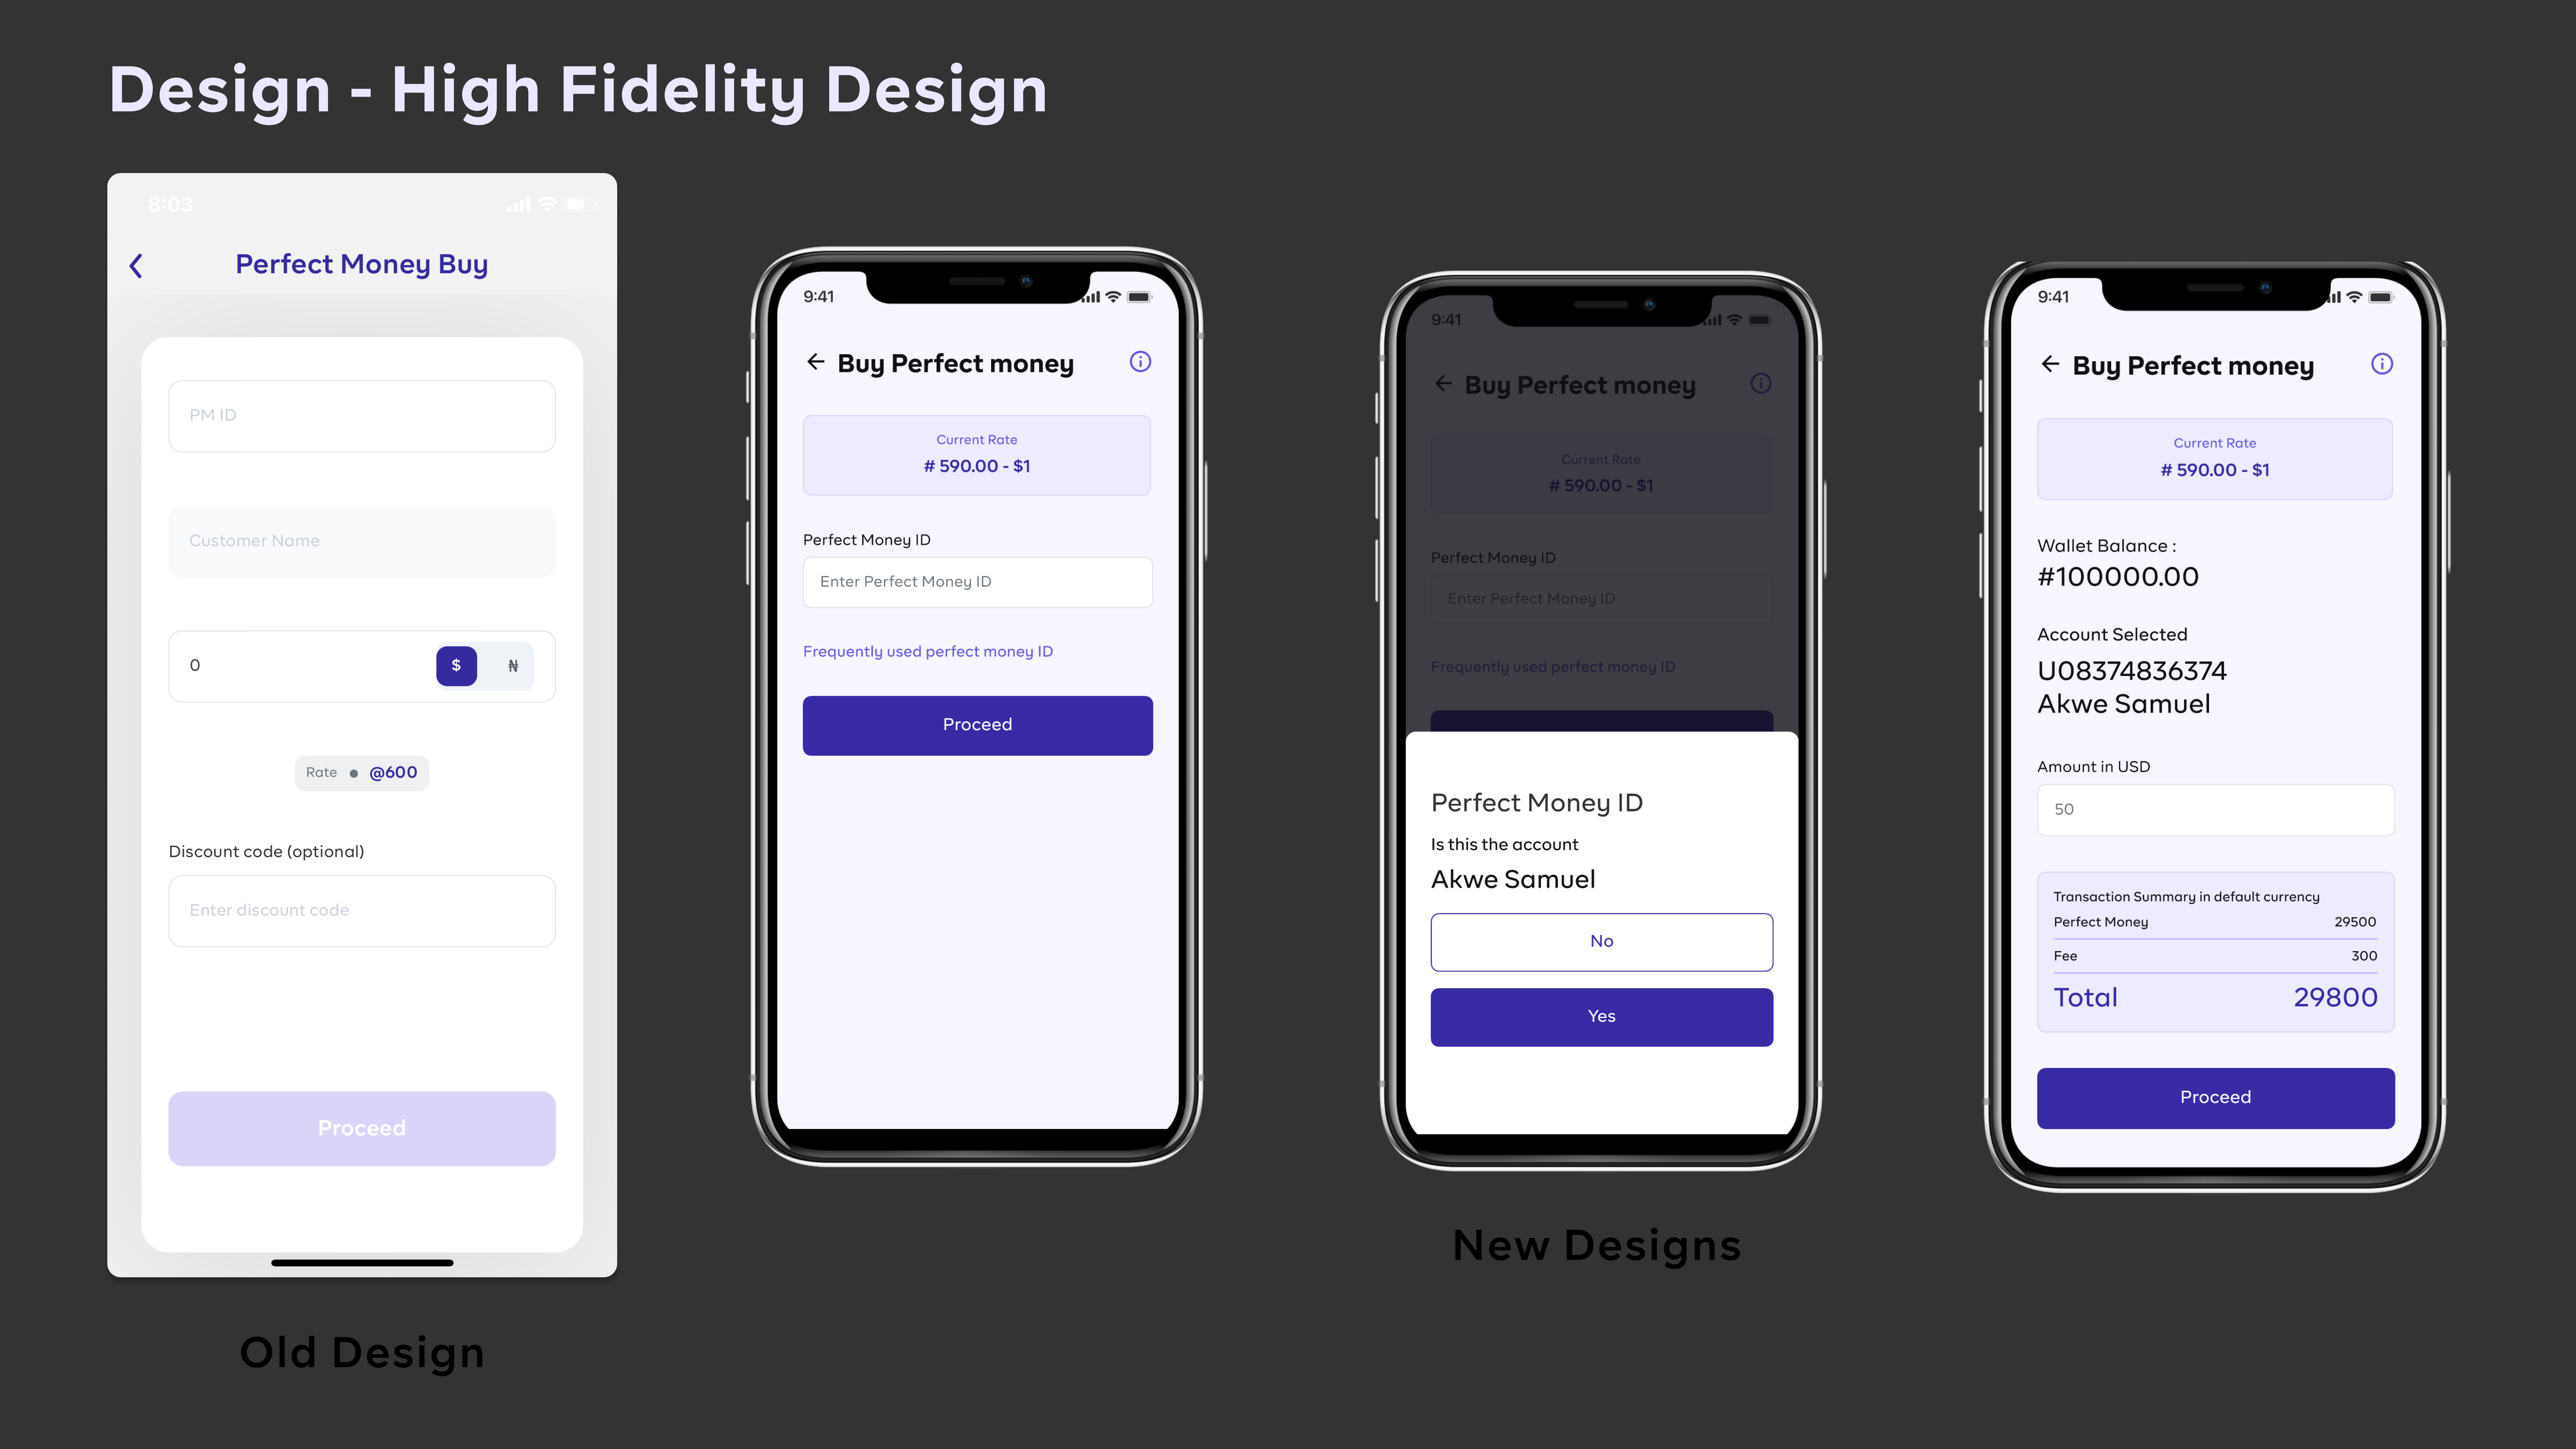 Design - High Fidelity Design
8:03
Perfect Money Buy
PM ID
Customer Name
0
$ ₦
Rate • @600
Discount code (optional)
Enter discount code
Proceed
Old Design
9:41
Buy Perfect money
Current Rate
# 590.00 - $1
Perfect Money ID
Enter Perfect Money ID
Frequently used perfect money ID
Proceed
9:41
Buy Perfect money
Current Rate
# 590.00 - $1
Perfect Money ID
Enter Perfect Money ID
Frequently used perfect money ID
Perfect Money ID
Is this the account
Akwe Samuel
No
Yes
New Designs
9:41
Buy Perfect money
Current Rate
# 590.00 - $1
Wallet Balance :
#100000.00
Account Selected
U08374836374
Akwe Samuel
Amount in USD
50
Transaction Summary in default currency
Perfect Money 29500
Fee 300
Total 29800
Proceed